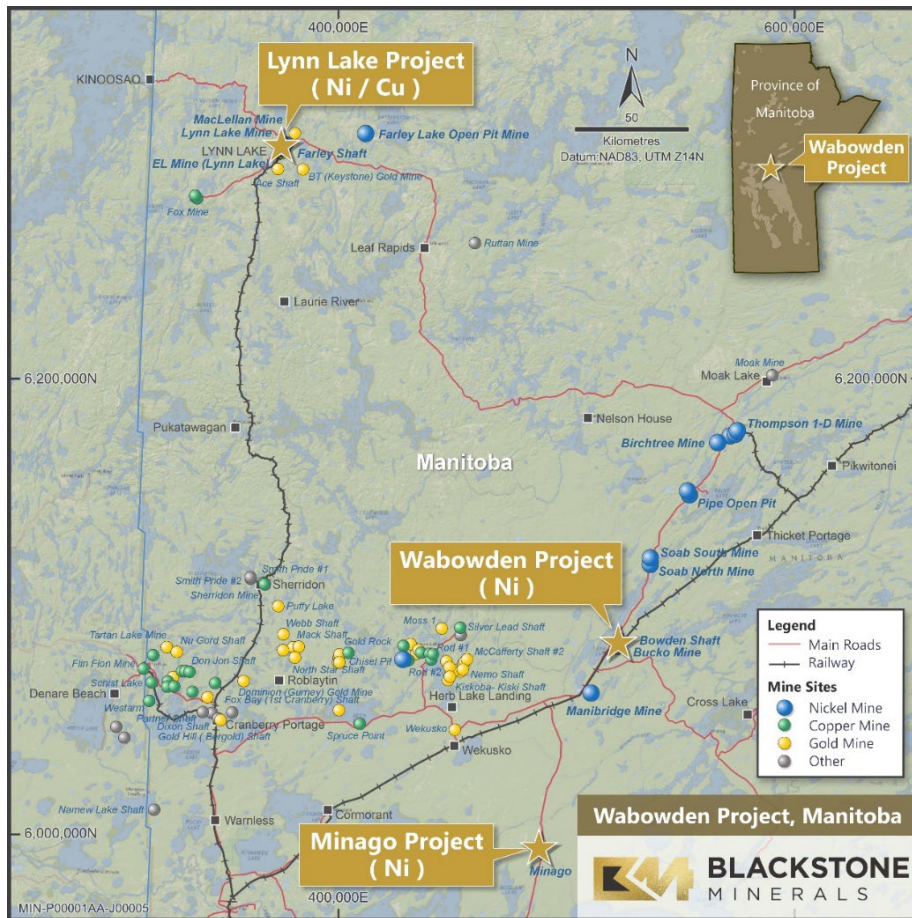 400,000E
600,000E
KINOOSAO
Lynn Lake Project
( Ni / Cu )
N
50
Kilometres
Datum:NAD83, UTM Z14N
Province of
Manitoba
Wabowden
Project
MacLellan Mine
Lynn Lake Mine
LYNN LAKE
Farley Shaft
EL Mine (Lynn Lake)
Farley Lake Open Pit Mine
Ace Shaft
BT (Keystone) Gold Mine
Fox Mine
Leaf Rapids
Ruttan Mine
Laurie River
6,200,000N
6,200,000N
Moak Mine
Moak Lake
Pukatawagan
Nelson House
Thompson 1-D Mine
Birchtree Mine
Manitoba
Pikwitonei
Pipe Open Pit
Thicket Portage
MANITOBA
Wabowden Project
( Ni )
Soab South Mine
Soab North Mine
Smith Pride #1
Smith Pride #2
Sherridon
Sherridon Mine
Puffy Lake
Webb Shaft
Mack Shaft
Moss 1
Silver Lead Shaft
Tartan Lake Mine
Nu Gord Shaft
Gold Rock
Rod #1
McCafferty Shaft #2
Bowden Shaft
Bucko Mine
Flin Flon Mine
Don Jon Shaft
Chisel Pit
North Star Shaft
Rod #2
Nemo Shaft
Schist Lake
Roblaytin
Kiskoba- Kiski Shaft
Denare Beach
Dominion (Gurney) Gold Mine
Herb Lake Landing
Manibridge Mine
Westarm
Fox Bay (1st Cranberry) Shaft
Cross Lake
Partner Shaft
Cranberry Portage
Dixon Shaft
Spruce Point
Gold Hill ( Bergold) Shaft
Wekusko
Wekusko
Namew Lake Shaft
Cormorant
Warnless
6,000,000N
Minago Project
( Ni )
Minago
400,000E
Legend
Main Roads
Railway
Mine Sites
Nickel Mine
Copper Mine
Gold Mine
Other
Wabowden Project, Manitoba
BLACKSTONE
MINERALS
MIN-P00001AA-J00005